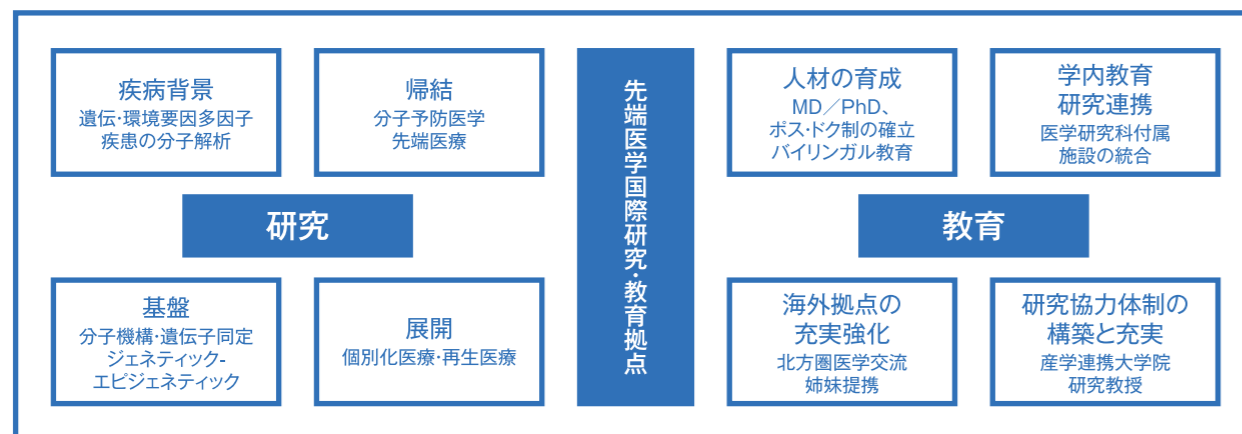 疾病背景
遺伝・環境要因多因子
疾患の分子解析
帰結
分子予防医学
先端医療
研究
基盤
分子機構・遺伝子同定
ジェネティック-
エピジェネティック
展開
個別化医療・再生医療
先端医学国際研究・教育拠点
人材の育成
MD／PhD、
ポス・ドク制の確立
バイリンガル教育
学内教育
研究連携
医学研究科付属
施設の統合
教育
海外拠点の
充実強化
北方圏医学交流
姉妹提携
研究協力体制の
構築と充実
産学連携大学院
研究教授